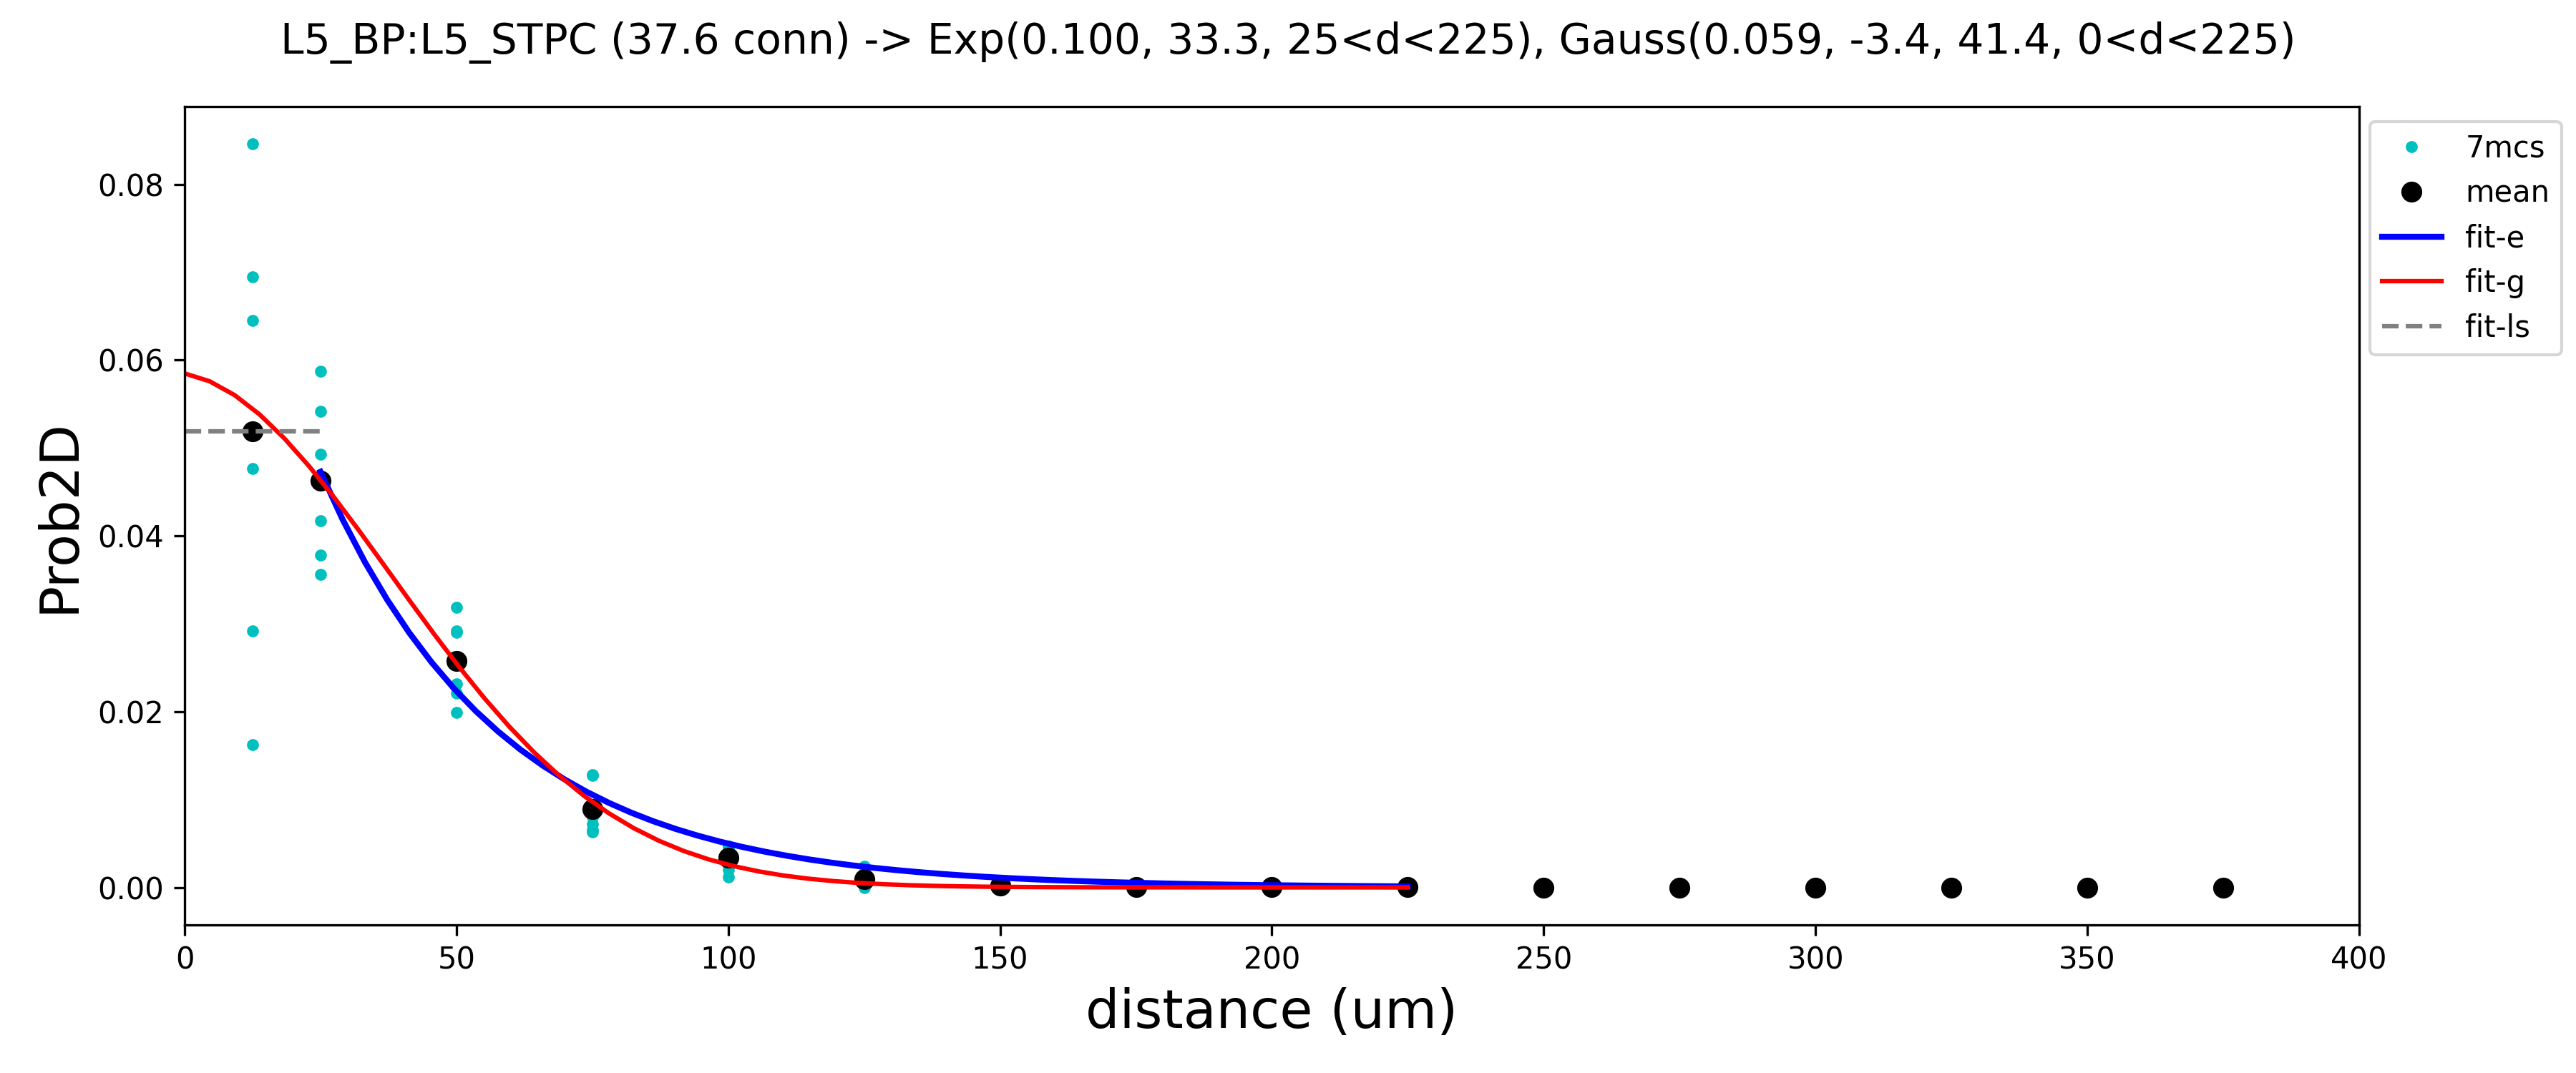 L5_BP:L5_STPC (37.6 conn) -> Exp(0.100, 33.3, 25<d<225), Gauss(0.059, -3.4, 41.4, 0<d<225)
Prob2D
0.08
0.06
0.04
0.02
0.00
0 50 100 150 200 250 300 350 400
distance (um)
7mcs
mean
fit-e
fit-g
fit-ls